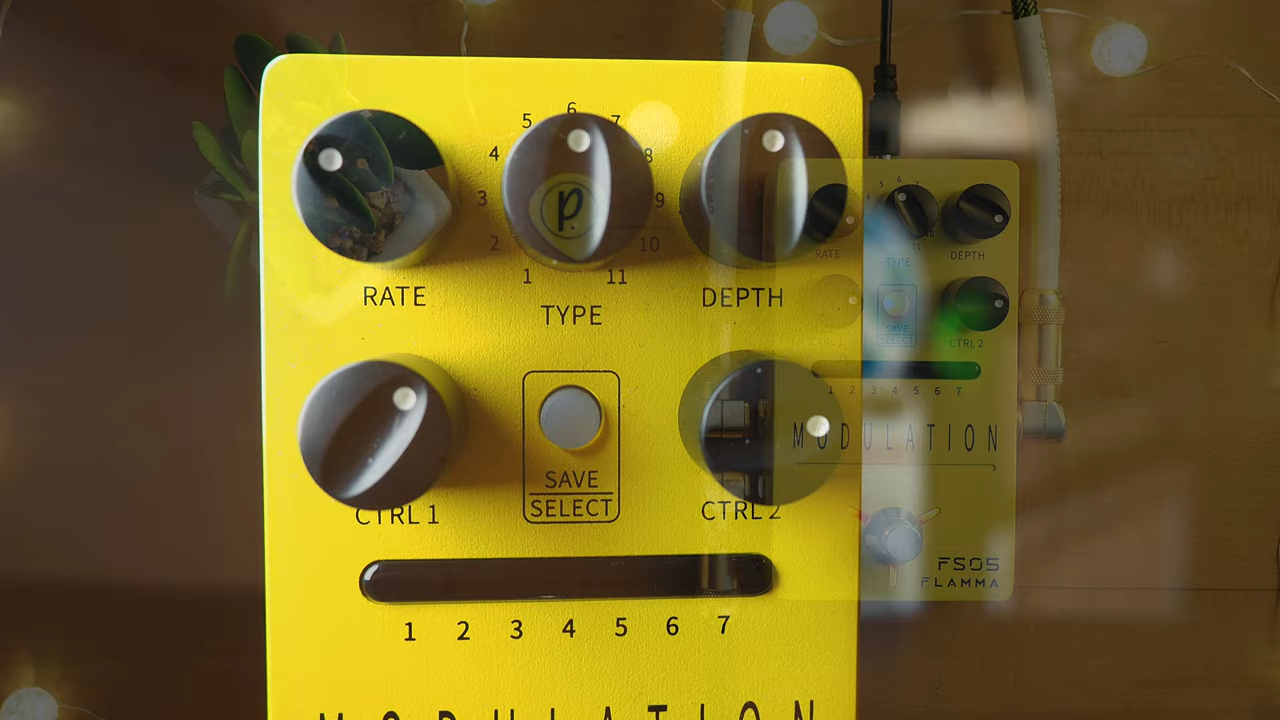 6
5 7
4 8
3 9
2 10
1 11
RATE TYPE DEPTH
SAVE
SELECT
CTRL 1 CTRL 2
1 2 3 4 5 6 7
MODULATION
p.
RATE TYPE DEPTH
SAVE
SELECT
CTRL 2
1 2 3 4 5 6 7
MODULATION
FS05
FLAMMA